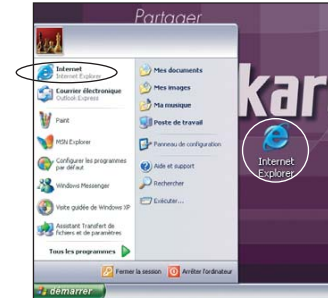 Partager
Internet
Internet Explorer
Courrier électronique
Outlook Express
Paint
MSN Explorer
Configurer les programmes
par défaut
Windows Messenger
Visite guidée de Windows XP
Assistant Transfert de
fichiers et de paramètres
Tous les programmes
Mes documents
Mes images
Ma musique
Poste de travail
Panneau de configuration
Aide et support
Rechercher
Exécuter...
Fermer la session
Arrêter l'ordinateur
démarrer
kar
Internet
Explorer